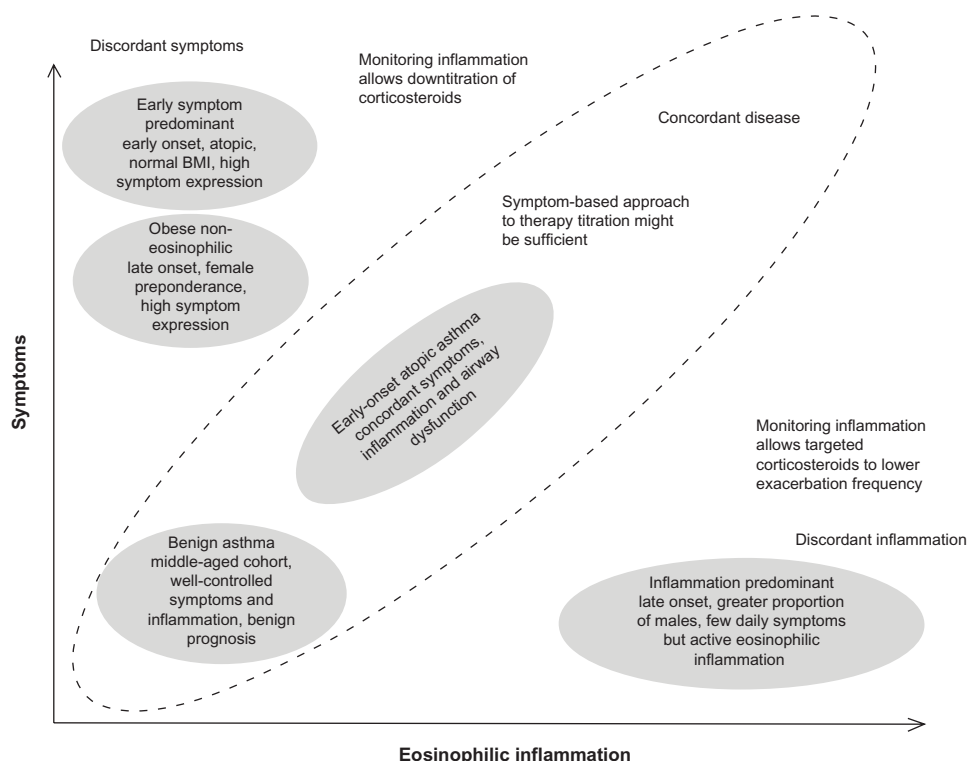 Discordant symptoms
Monitoring inflammation
allows downtitration of
corticosteroids
Early symptom
predominant
early onset, atopic,
normal BMI, high
symptom expression
Concordant disease
Symptom-based approach
to therapy titration might
be sufficient
Obese non-
eosinophilic
late onset, female
preponderance,
high symptom
expression
Early-onset atopic asthma
concordant symptoms,
inflammation and airway
dysfunction
Symptoms
Monitoring inflammation
allows targeted
corticosteroids to lower
exacerbation frequency
Discordant inflammation
Benign asthma
middle-aged cohort,
well-controlled
symptoms and
inflammation, benign
prognosis
Inflammation predominant
late onset, greater proportion
of males, few daily symptoms
but active eosinophilic
inflammation
Eosinophilic inflammation